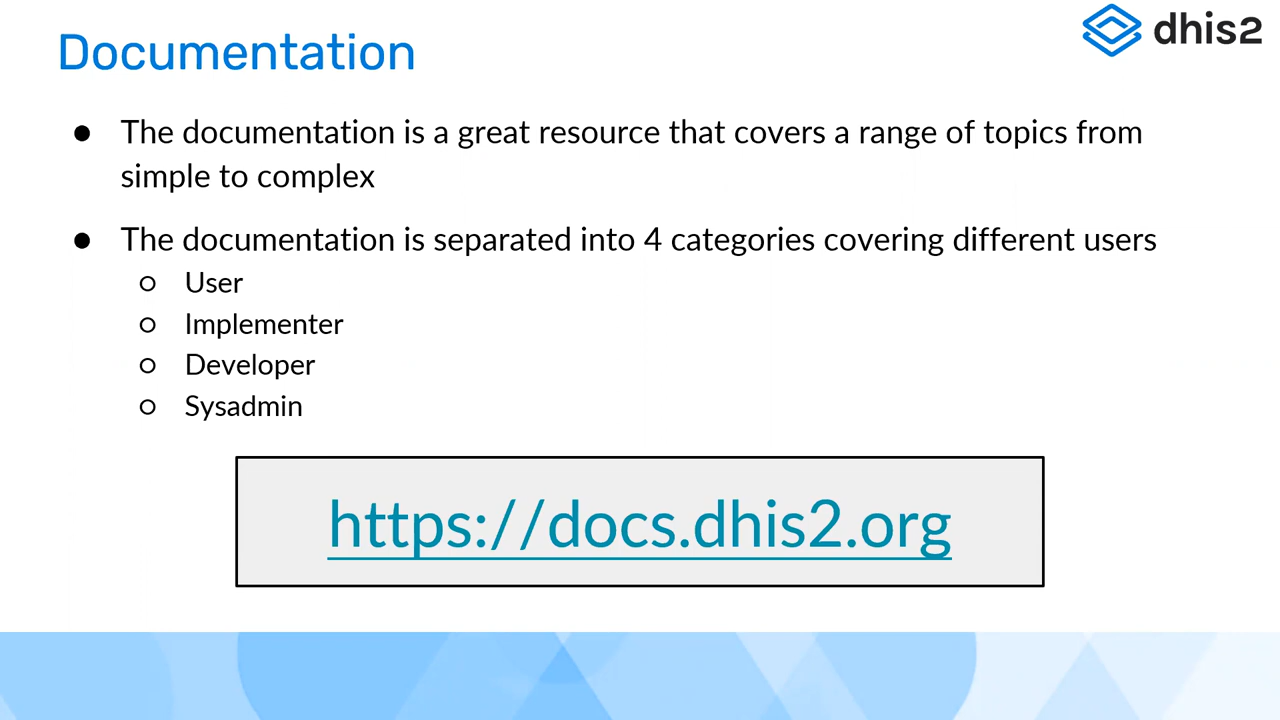 Documentation
dhis2
● The documentation is a great resource that covers a range of topics from
simple to complex
● The documentation is separated into 4 categories covering different users
○ User
○ Implementer
○ Developer
○ Sysadmin
https://docs.dhis2.org